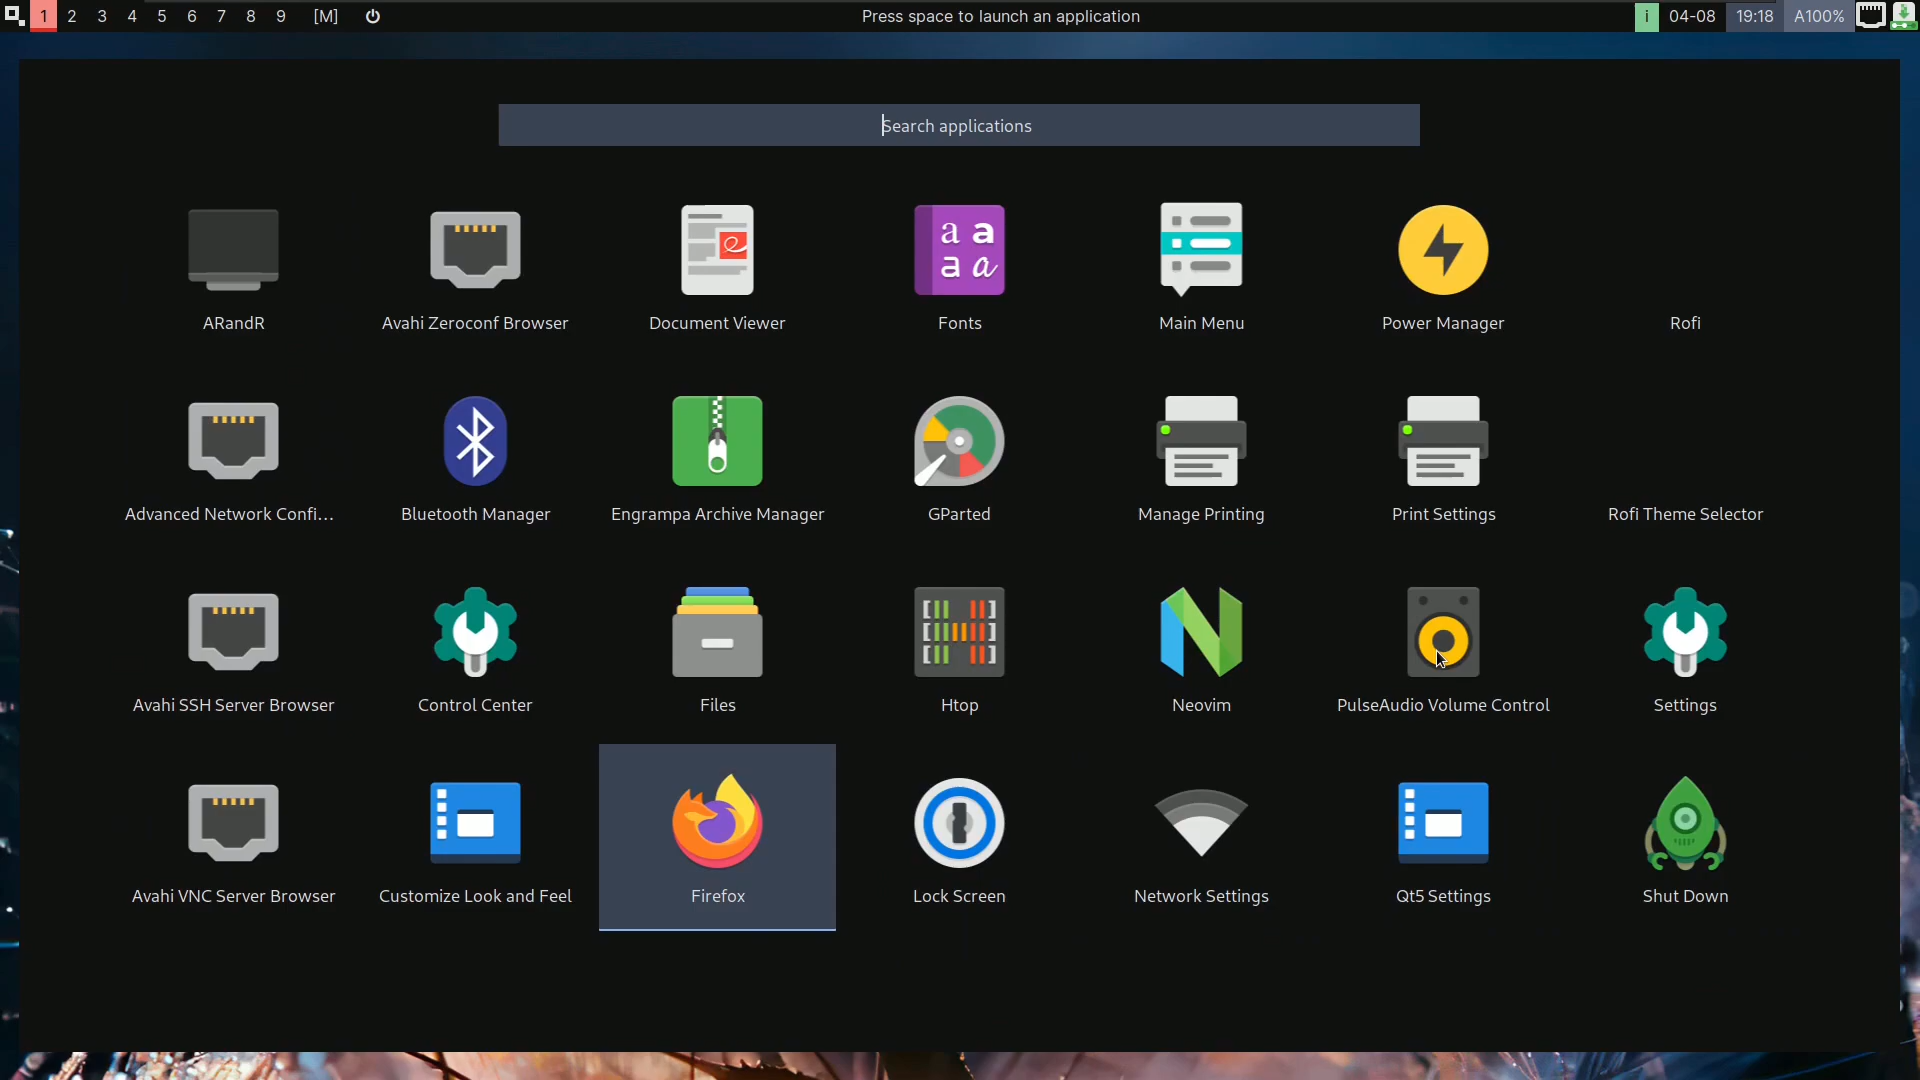 1 2 3 4 5 6 7 8 9 [M] Press space to launch an application i 04-08 19:18 A100%
Search applications
a a
a a
ARandR Avahi Zeroconf Browser Document Viewer Fonts Main Menu Power Manager Rofi
Advanced Network Confi... Bluetooth Manager Engrampa Archive Manager GParted Manage Printing Print Settings Rofi Theme Selector
Avahi SSH Server Browser Control Center Files Htop Neovim PulseAudio Volume Control Settings
Avahi VNC Server Browser Customize Look and Feel Firefox Lock Screen Network Settings Qt5 Settings Shut Down